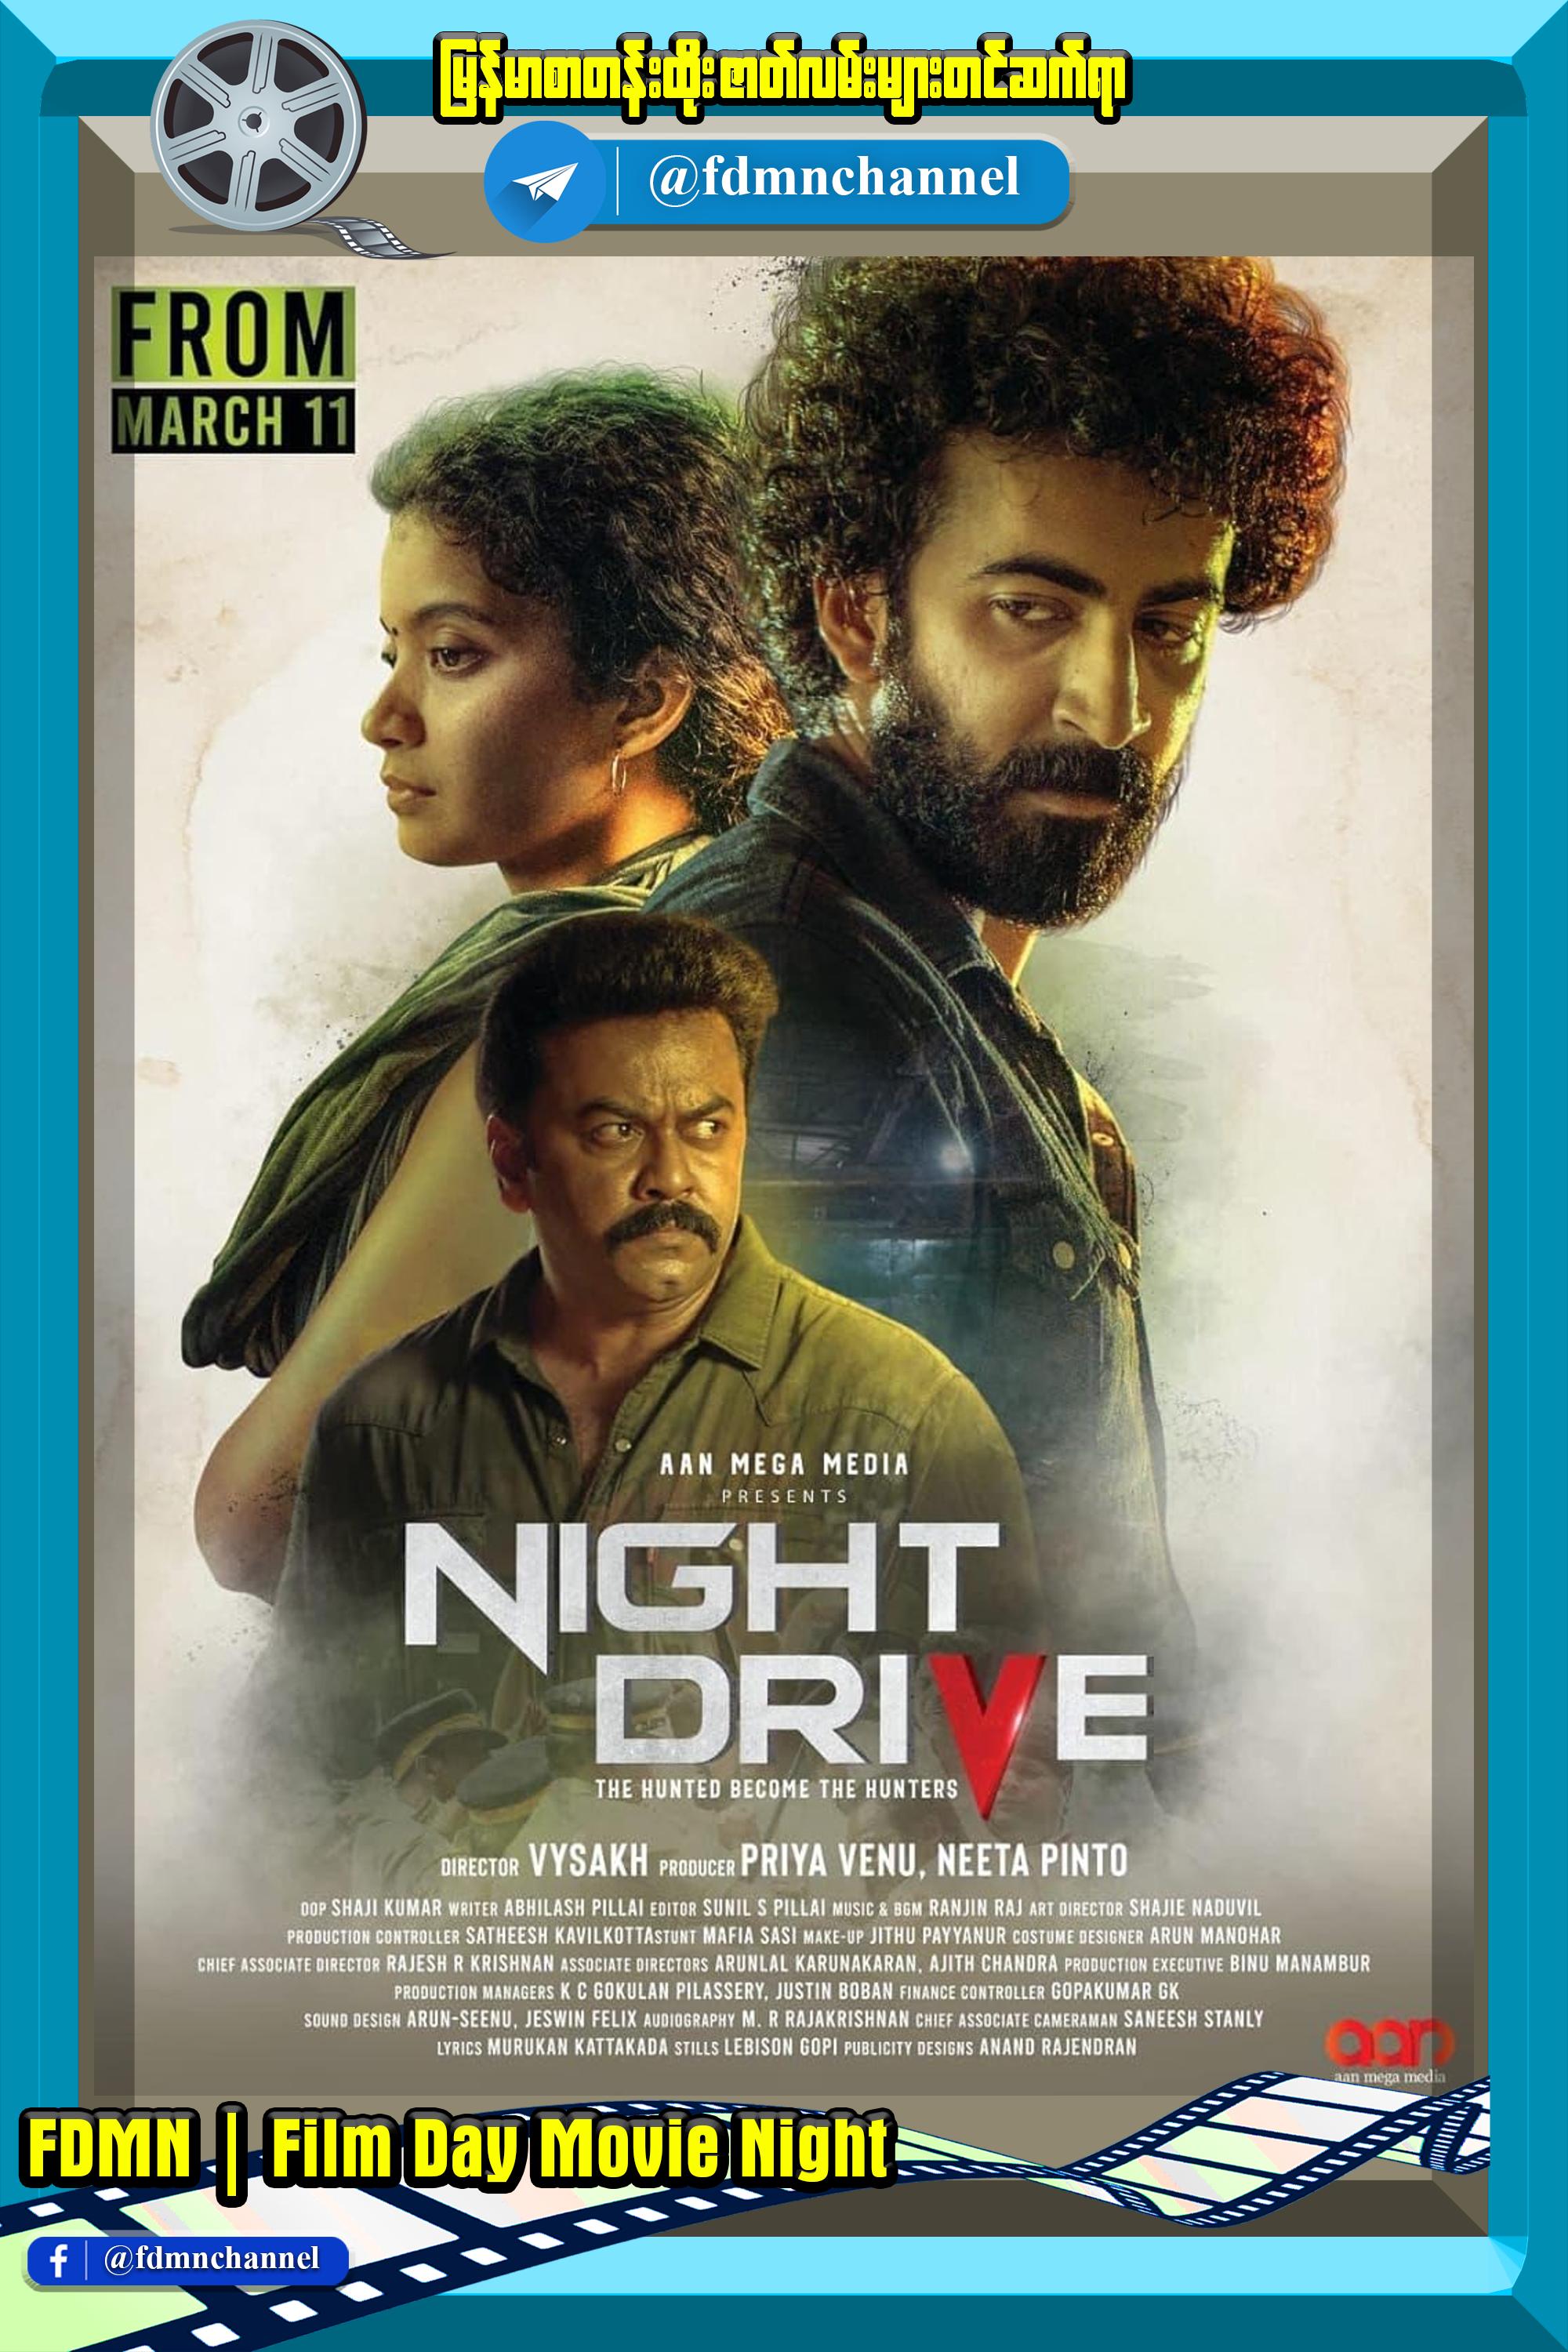 မြန်မာစာတန်းထိုးဇာတ်လမ်းများတင်ဆက်ရာ
@fdmnchannel
FROM
MARCH 11
AAN MEGA MEDIA
PRESENTS
NIGHT
DRIVE
THE HUNTED BECOME THE HUNTERS
DIRECTOR VYSAKH PRODUCER PRIYA VENU, NEETA PINTO
DOP SHAJI KUMAR WRITER ABHILASH PILLAI EDITOR SUNIL S PILLAI MUSIC & BGM RANJIN RAJ ART DIRECTOR SHAJIE NADUVIL
PRODUCTION CONTROLLER SATHEESH KAVILKOTTASTUNT MAFIA SASI MAKE-UP JITHU PAYYANUR COSTUME DESIGNER ARUN MANOHAR
CHIEF ASSOCIATE DIRECTOR RAJESH R KRISHNAN ASSOCIATE DIRECTORS ARUNLAL KARUNAKARAN, AJITH CHANDRA PRODUCTION EXECUTIVE BINU MANAMBUR
PRODUCTION MANAGERS K C GOKULAN PILASSERY, JUSTIN BOBAN FINANCE CONTROLLER GOPAKUMAR GK
SOUND DESIGN ARUN-SEENU, JESWIN FELIX AUDIOGRAPHY M. R RAJAKRISHNAN CHIEF ASSOCIATE CAMERAMAN SANEESH STANLY
LYRICS MURUKAN KATTAKADA STILLS LEBISON GOPI PUBLICITY DESIGNS ANAND RAJENDRAN
aan
aan mega media
FDMN | Film Day Movie Night
@fdmnchannel